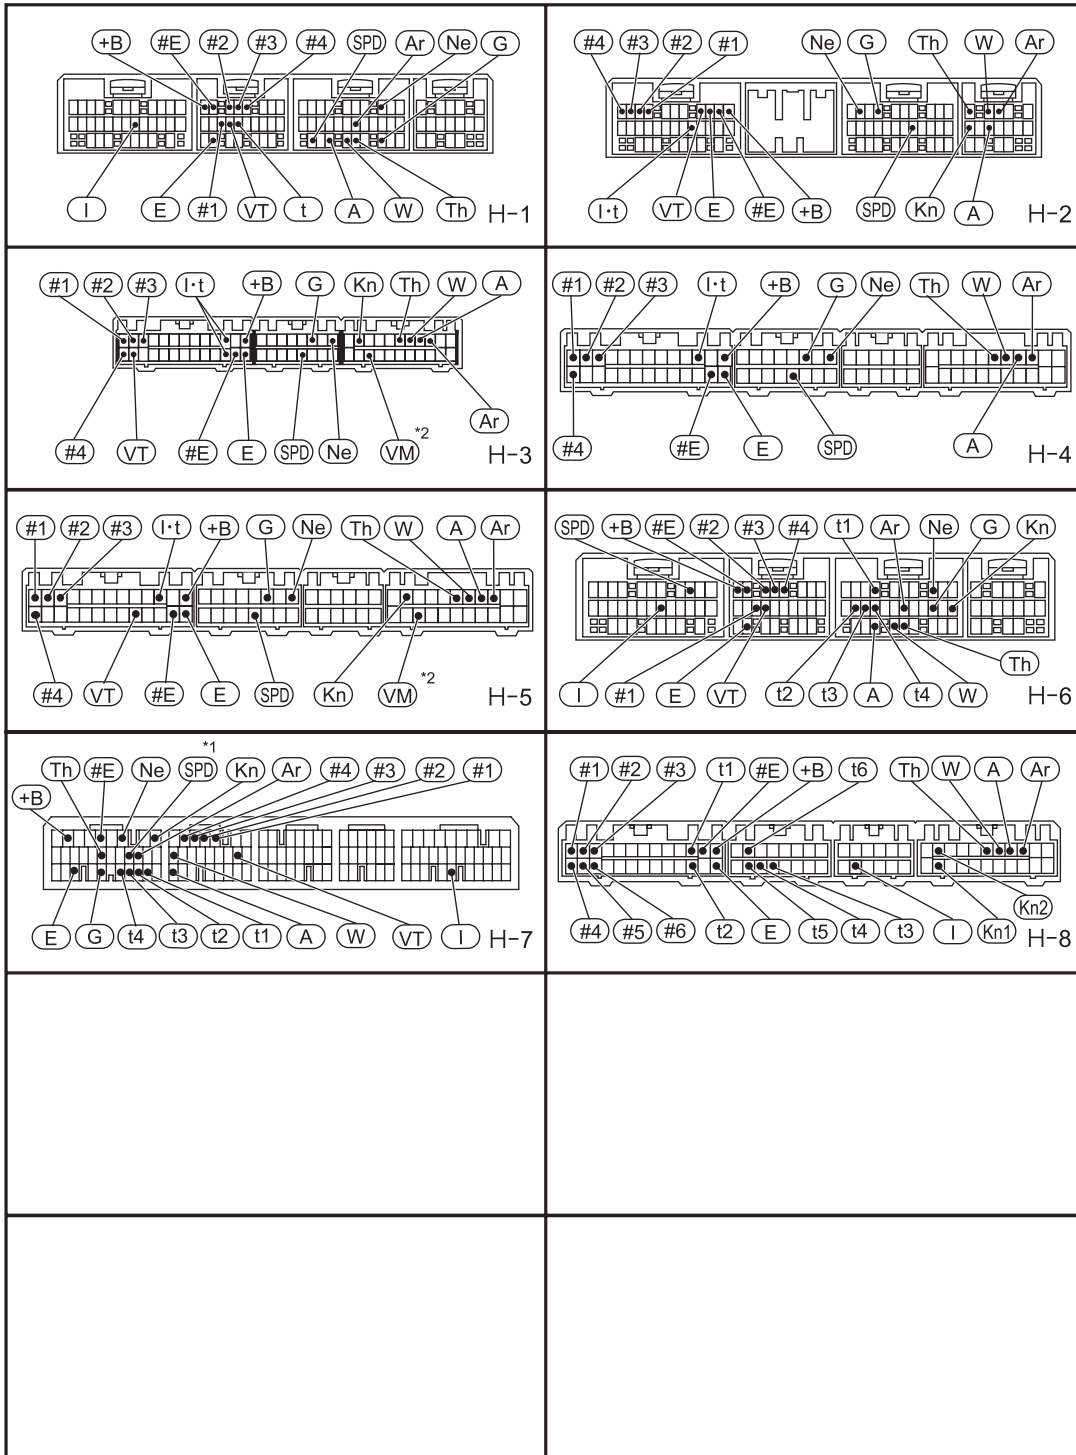 +B #E #2 #3 #4 SPD Ar Ne G
I E #1 VT t A W Th H-1
#4 #3 #2 #1 Ne G Th W Ar
I·t VT E #E +B SPD Kn A H-2
#1 #2 #3 I·t +B G Kn Th W A
Ar
#4 VT #E E SPD Ne VM *2 H-3
#1 #2 #3 I·t +B G Ne Th W Ar
#4 #E E SPD A H-4
#1 #2 #3 I·t +B G Ne Th W A Ar
#4 VT #E E SPD Kn VM *2 H-5
SPD +B #E #2 #3 #4 t1 Ar Ne G Kn
Th
I #1 E VT t2 t3 A t4 W H-6
*1
Th #E Ne SPD Kn Ar #4 #3 #2 #1
+B
E G t4 t3 t2 t1 A W VT I H-7
#1 #2 #3 t1 #E +B t6 Th W A Ar
Kn2
#4 #5 #6 t2 E t5 t4 t3 I Kn1 H-8